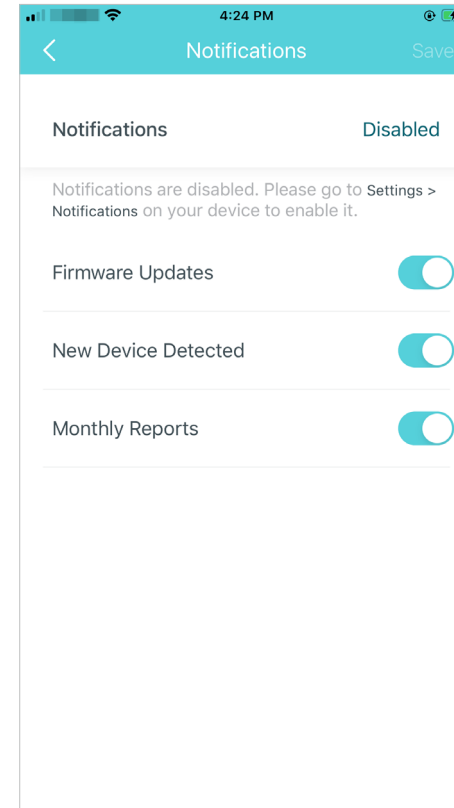 4:24 PM
Notifications
Save
Notifications
Disabled
Notifications are disabled. Please go to Settings >
Notifications on your device to enable it.
Firmware Updates
New Device Detected
Monthly Reports